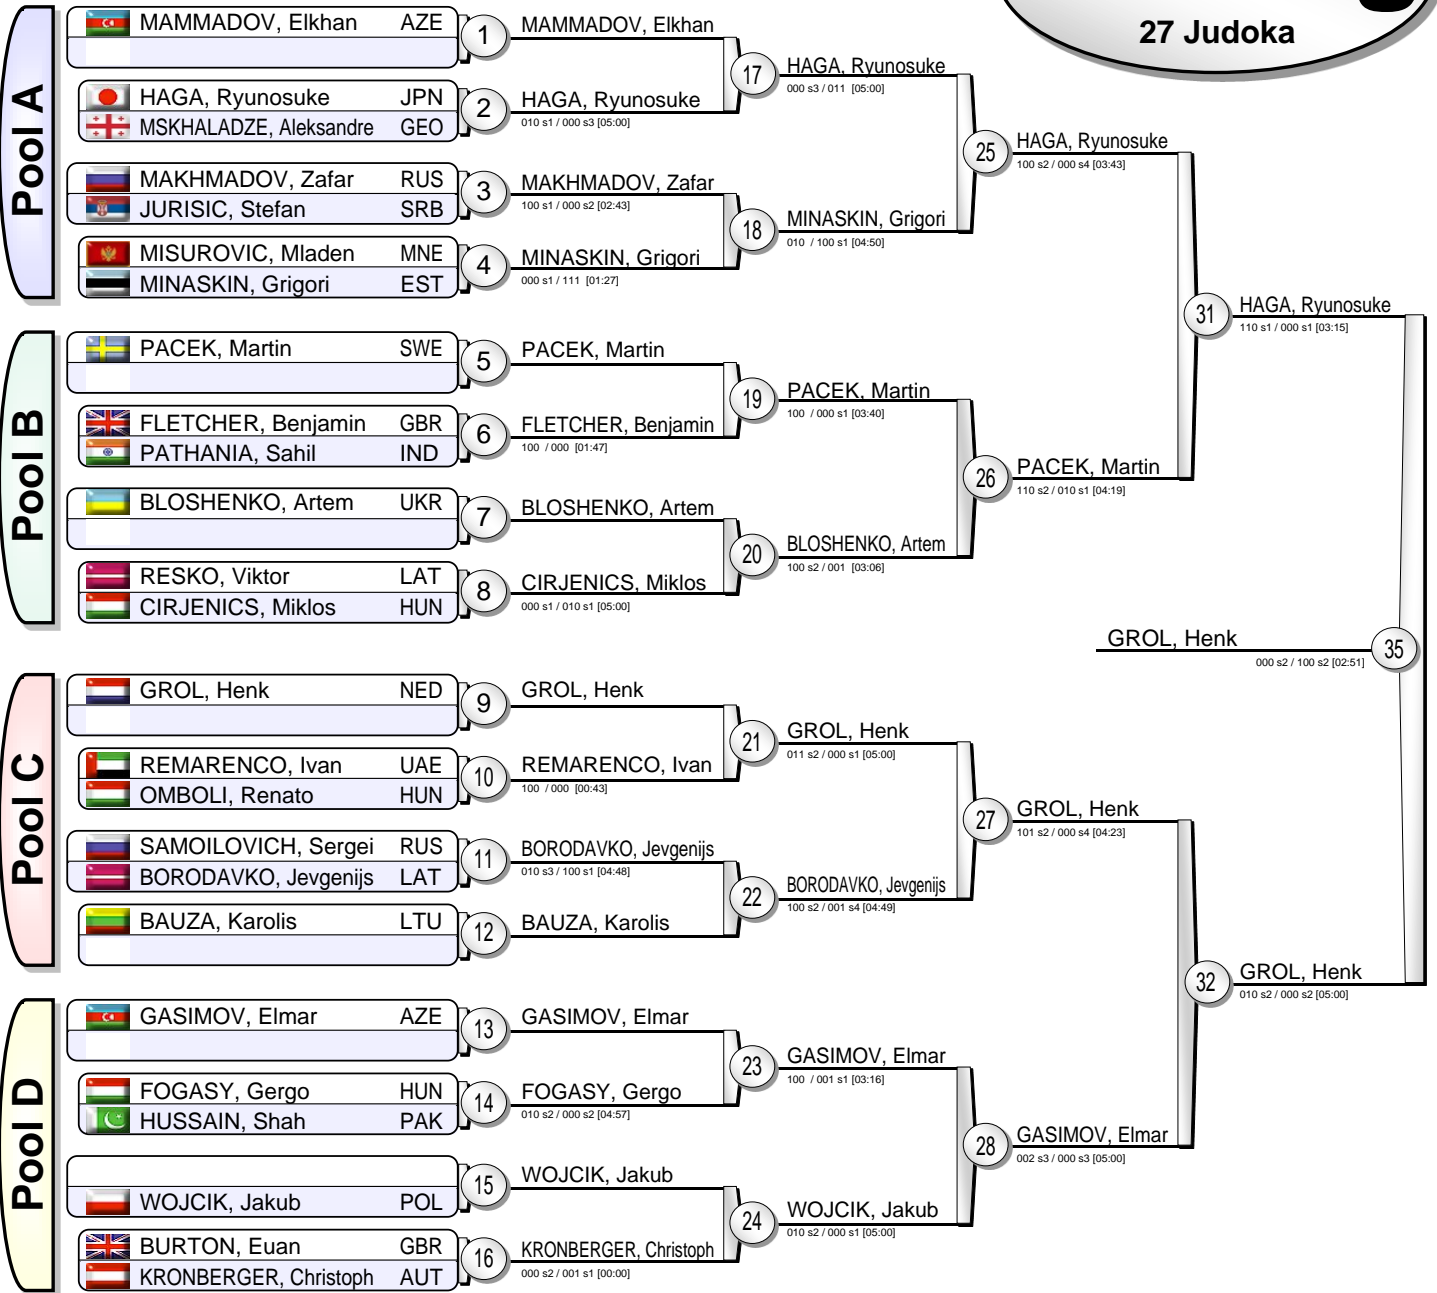 27 Judoka
Pool A
MAMMADOV, Elkhan AZE
1
MAMMADOV, Elkhan
HAGA, Ryunosuke JPN
MSKHALADZE, Aleksandre GEO
2
HAGA, Ryunosuke
010 s1 / 000 s3 [05:00]
17
HAGA, Ryunosuke
000 s3 / 011 [05:00]
MAKHMADOV, Zafar RUS
JURISIC, Stefan SRB
3
MAKHMADOV, Zafar
100 s1 / 000 s2 [02:43]
MISUROVIC, Mladen MNE
MINASKIN, Grigori EST
4
MINASKIN, Grigori
000 s1 / 111 [01:27]
18
MINASKIN, Grigori
010 / 100 s1 [04:50]
25
HAGA, Ryunosuke
100 s2 / 000 s4 [03:43]
Pool B
PACEK, Martin SWE
5
PACEK, Martin
FLETCHER, Benjamin GBR
PATHANIA, Sahil IND
6
FLETCHER, Benjamin
100 / 000 [01:47]
19
PACEK, Martin
100 / 000 s1 [03:40]
BLOSHENKO, Artem UKR
7
BLOSHENKO, Artem
RESKO, Viktor LAT
CIRJENICS, Miklos HUN
8
CIRJENICS, Miklos
000 s1 / 010 s1 [05:00]
20
BLOSHENKO, Artem
100 s2 / 001 [03:06]
26
PACEK, Martin
110 s2 / 010 s1 [04:19]
31
HAGA, Ryunosuke
110 s1 / 000 s1 [03:15]
GROL, Henk
000 s2 / 100 s2 [02:51]
35
Pool C
GROL, Henk NED
9
GROL, Henk
REMARENCO, Ivan UAE
OMBOLI, Renato HUN
10
REMARENCO, Ivan
100 / 000 [00:43]
21
GROL, Henk
011 s2 / 000 s1 [05:00]
SAMOILOVICH, Sergei RUS
BORODAVKO, Jevgenijs LAT
11
BORODAVKO, Jevgenijs
010 s3 / 100 s1 [04:48]
BAUZA, Karolis LTU
12
BAUZA, Karolis
22
BORODAVKO, Jevgenijs
100 s2 / 001 s4 [04:49]
27
GROL, Henk
101 s2 / 000 s4 [04:23]
Pool D
GASIMOV, Elmar AZE
13
GASIMOV, Elmar
FOGASY, Gergo HUN
HUSSAIN, Shah PAK
14
FOGASY, Gergo
010 s2 / 000 s2 [04:57]
23
GASIMOV, Elmar
100 / 001 s1 [03:16]
WOJCIK, Jakub POL
15
WOJCIK, Jakub
BURTON, Euan GBR
KRONBERGER, Christoph AUT
16
KRONBERGER, Christoph
000 s2 / 001 s1 [00:00]
24
WOJCIK, Jakub
010 s2 / 000 s1 [05:00]
28
GASIMOV, Elmar
002 s3 / 000 s3 [05:00]
32
GROL, Henk
010 s2 / 000 s2 [05:00]